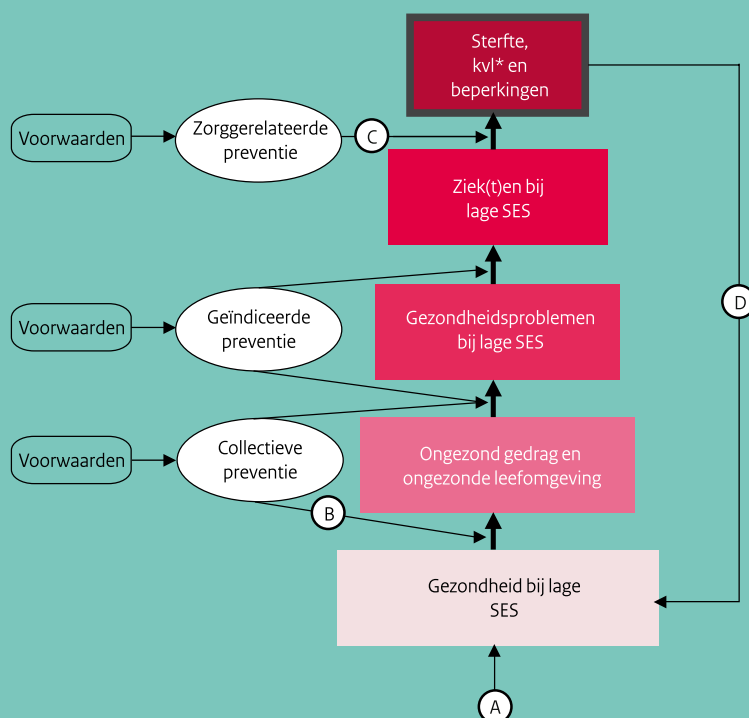 Sterfte,
kvl* en
beperkingen
Voorwaarden
Zorggerelateerde
preventie
C
Ziek(t)en bij
lage SES
D
Voorwaarden
Geïndiceerde
preventie
Gezondheidsproblemen
bij lage SES
Voorwaarden
Collectieve
preventie
Ongezond gedrag en
ongezonde leefomgeving
B
Gezondheid bij lage
SES
A